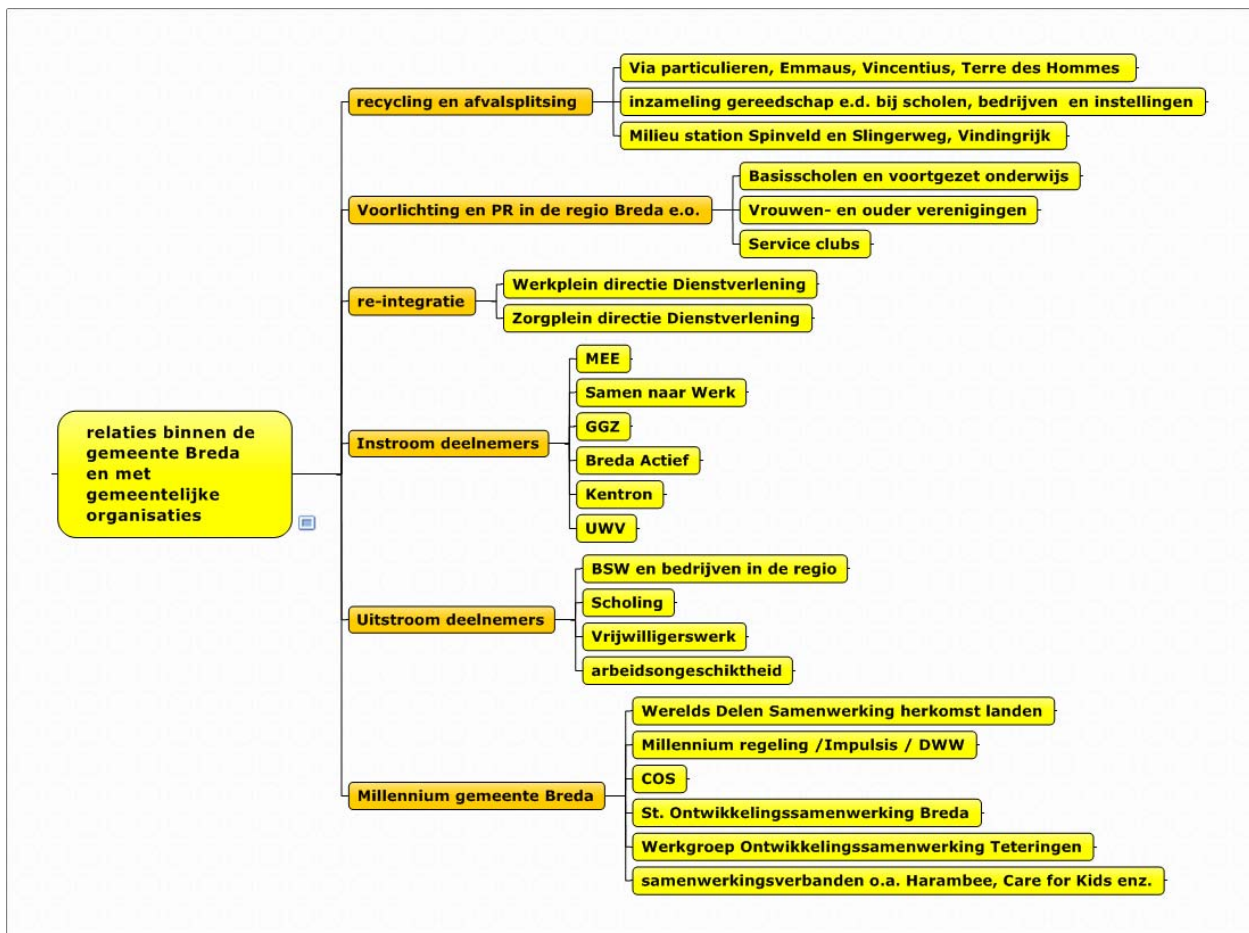 relaties binnen de
gemeente Breda
en met
gemeentelijke
organisaties
recycling en afvalsplitsing
Via particulieren, Emmaus, Vincentius, Terre des Hommes
inzameling gereedschap e.d. bij scholen, bedrijven en instellingen
Milieu station Spinveld en Slingerweg, Vindingrijk
Voorlichting en PR in de regio Breda e.o.
Basisscholen en voortgezet onderwijs
Vrouwen- en ouder verenigingen
Service clubs
re-integratie
Werkplein directie Dienstverlening
Zorgplein directie Dienstverlening
Instroom deelnemers
MEE
Samen naar Werk
GGZ
Breda Actief
Kentron
UWV
Uitstroom deelnemers
BSW en bedrijven in de regio
Scholing
Vrijwilligerswerk
arbeidsongeschiktheid
Millennium gemeente Breda
Werelds Delen Samenwerking herkomst landen
Millennium regeling /Impulsis / DWW
COS
St. Ontwikkelingssamenwerking Breda
Werkgroep Ontwikkelingssamenwerking Teteringen
samenwerkingsverbanden o.a. Harambee, Care for Kids enz.